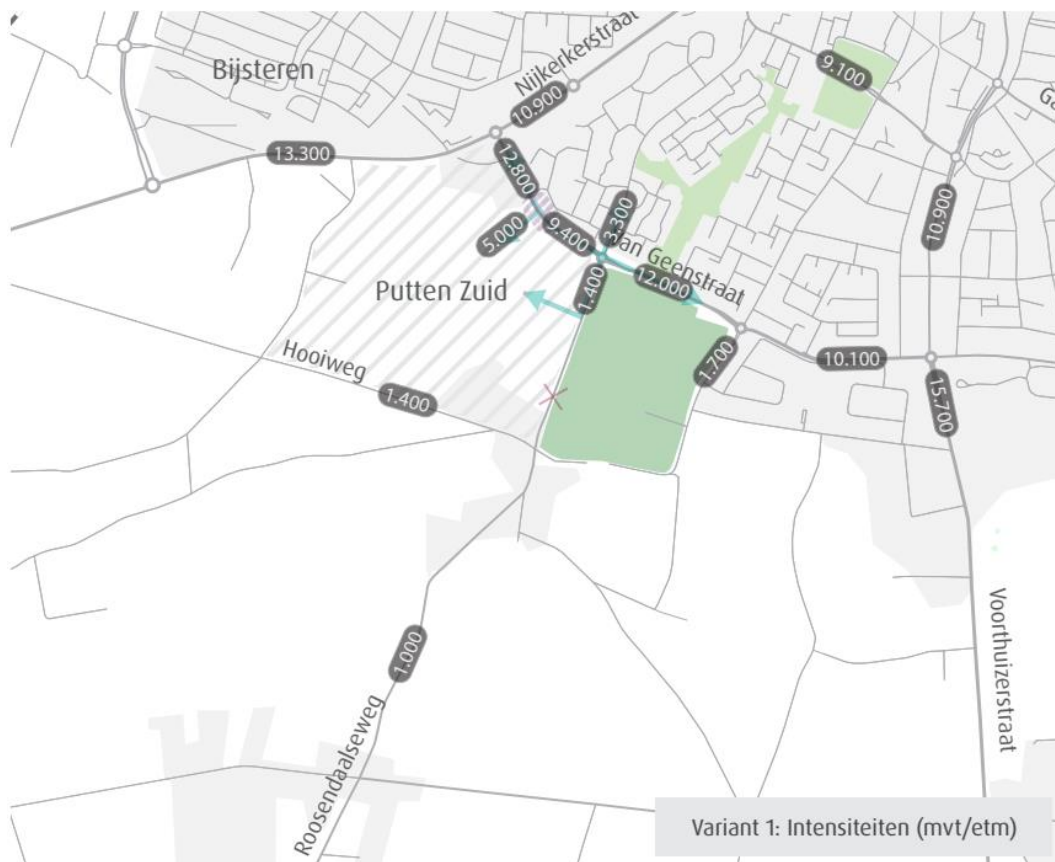 Bijsteren
Nijkerkerstraat
9.100
10.900
13.300
12.800
10.900
3.300
5.000
9.400
Van Geenstraat
Putten Zuid
1.400
12.000
Hooiweg
1.700
10.100
1.400
15.700
1.000
Voorthuizerstraat
Roosendaalseweg
Variant 1: Intensiteiten (mvt/etm)